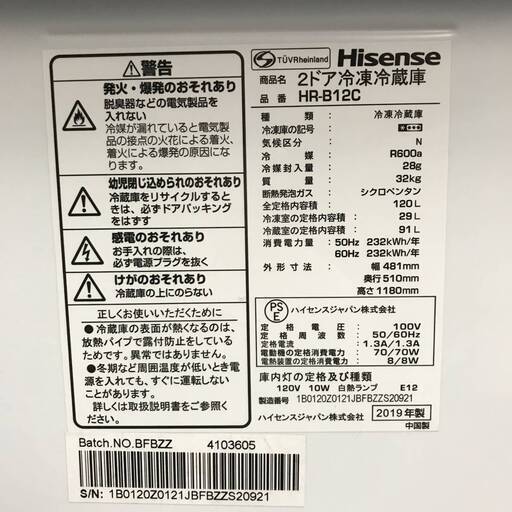 ⚠警告
発火・爆発のおそれあり
脱臭器などの電気製品を
入れない
冷媒が漏れていると電気製
品の接点の火花による着火、
着火による爆発の原因にな
ります。
幼児閉じ込められのおそれあり
冷蔵庫をリサイクルすると
きは、必ずドアパッキング
をはずす
感電のおそれあり
お手入れの際は、
必ず電源プラグを抜く
けがのおそれあり
冷蔵庫の上にのらない
正しくお使いいただくために
●冷蔵庫の表面が熱くなるのは、
放熱パイプで露付防止をしている
ためです。異常ではありません。
●冬期など周囲温度が低いとき
電源を入れても、すぐに運転しない
ことがあります。
詳しくは取扱説明書をご参照ください。
Batch.NO.BFBZZ 4103605
S/N: 1B0120Z0121JBFBZZS20921
TÜVRheinland Hisense
商品名 2ドア冷凍冷蔵庫
品番 HR-B12C
種類 : 冷凍冷蔵庫
冷凍庫の記号 :
気候区分 : N
冷媒 : R600a
冷媒封入量 : 28g
質量 : 32kg
断熱発泡ガス : シクロペンタン
全定格内容積 : 120L
冷凍室の定格内容積 : 29L
冷蔵室の定格内容積 : 91L
消費電力量 : 50Hz 232kWh/年
60Hz 232kWh/年
外形寸法 : 幅 481mm
奥行 510mm
高さ 1180mm
PSE ハイセンスジャパン株式会社
定格電圧 : 100V
定格周波数 : 50/60Hz
定格電流 : 1.3A/1.3A
電動機の定格消費電力 : 70/70W
電熱装置の定格消費電力 : 8/8W
庫内灯の定格及び種類
120V 10W 白熱ランプ E12
製造番号 : 1B0120Z0121JBFBZZS20921
ハイセンスジャパン株式会社 2019年製
中国製